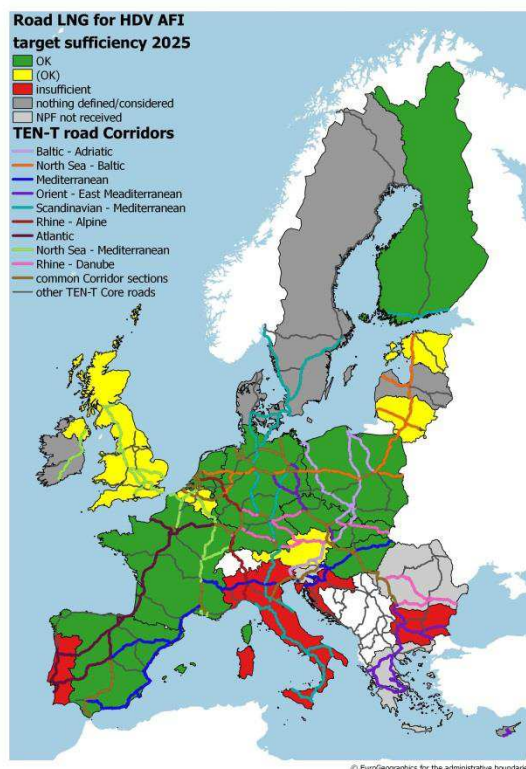 Road LNG for HDV AFI
target sufficiency 2025
OK
(OK)
insufficient
nothing defined/considered
NPF not received
TEN-T road Corridors
Baltic - Adriatic
North Sea - Baltic
Mediterranean
Orient - East Meaditerranean
Scandinavian - Mediterranean
Rhine - Alpine
Atlantic
North Sea - Mediterranean
Rhine - Danube
common Corridor sections
other TEN-T Core roads
© EuroGeographics for the administrative boundarie